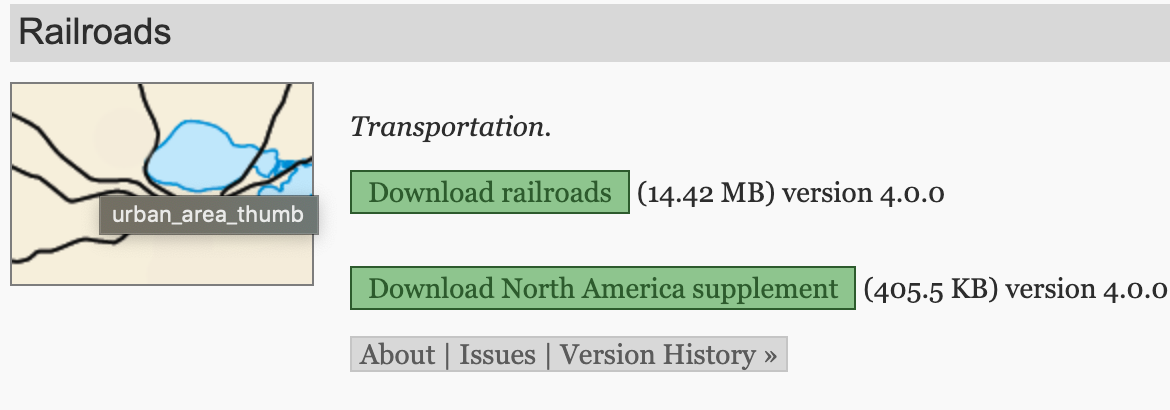 Railroads
Transportation.
Download railroads (14.42 MB) version 4.0.0
urban_area_thumb
Download North America supplement (405.5 KB) version 4.0.0
About | Issues | Version History »